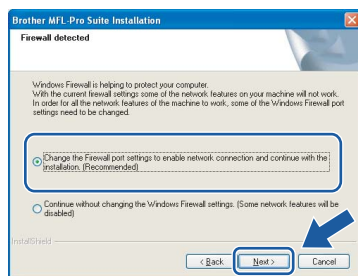 Brother MFL-Pro Suite Installation
Firewall detected
Windows Firewall is helping to protect your computer.
With the current firewall settings some of the network features on your machine will not work.
In order for all the network features of the machine to work, some of the Windows Firewall port
settings need to be changed.
Change the Firewall port settings to enable network connection and continue with the
installation. (Recommended)
Continue without changing the Windows Firewall settings. (Some network features will be
disabled)
InstallShield
< Back Next > Cancel